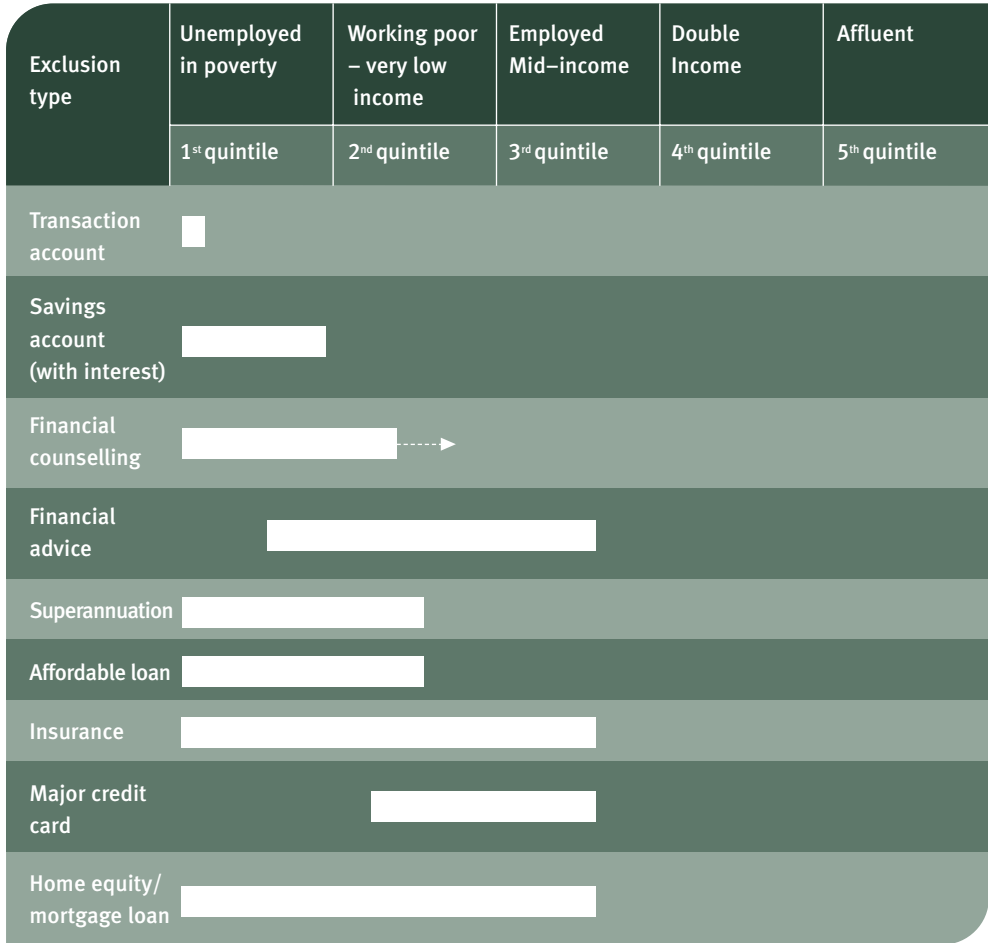 Exclusion
type
Unemployed
in poverty
Working poor
– very low
income
Employed
Mid–income
Double
Income
Affluent
1st quintile
2nd quintile
3rd quintile
4th quintile
5th quintile
Transaction
account
Savings
account
(with interest)
Financial
counselling
Financial
advice
Superannuation
Affordable loan
Insurance
Major credit
card
Home equity/
mortgage loan